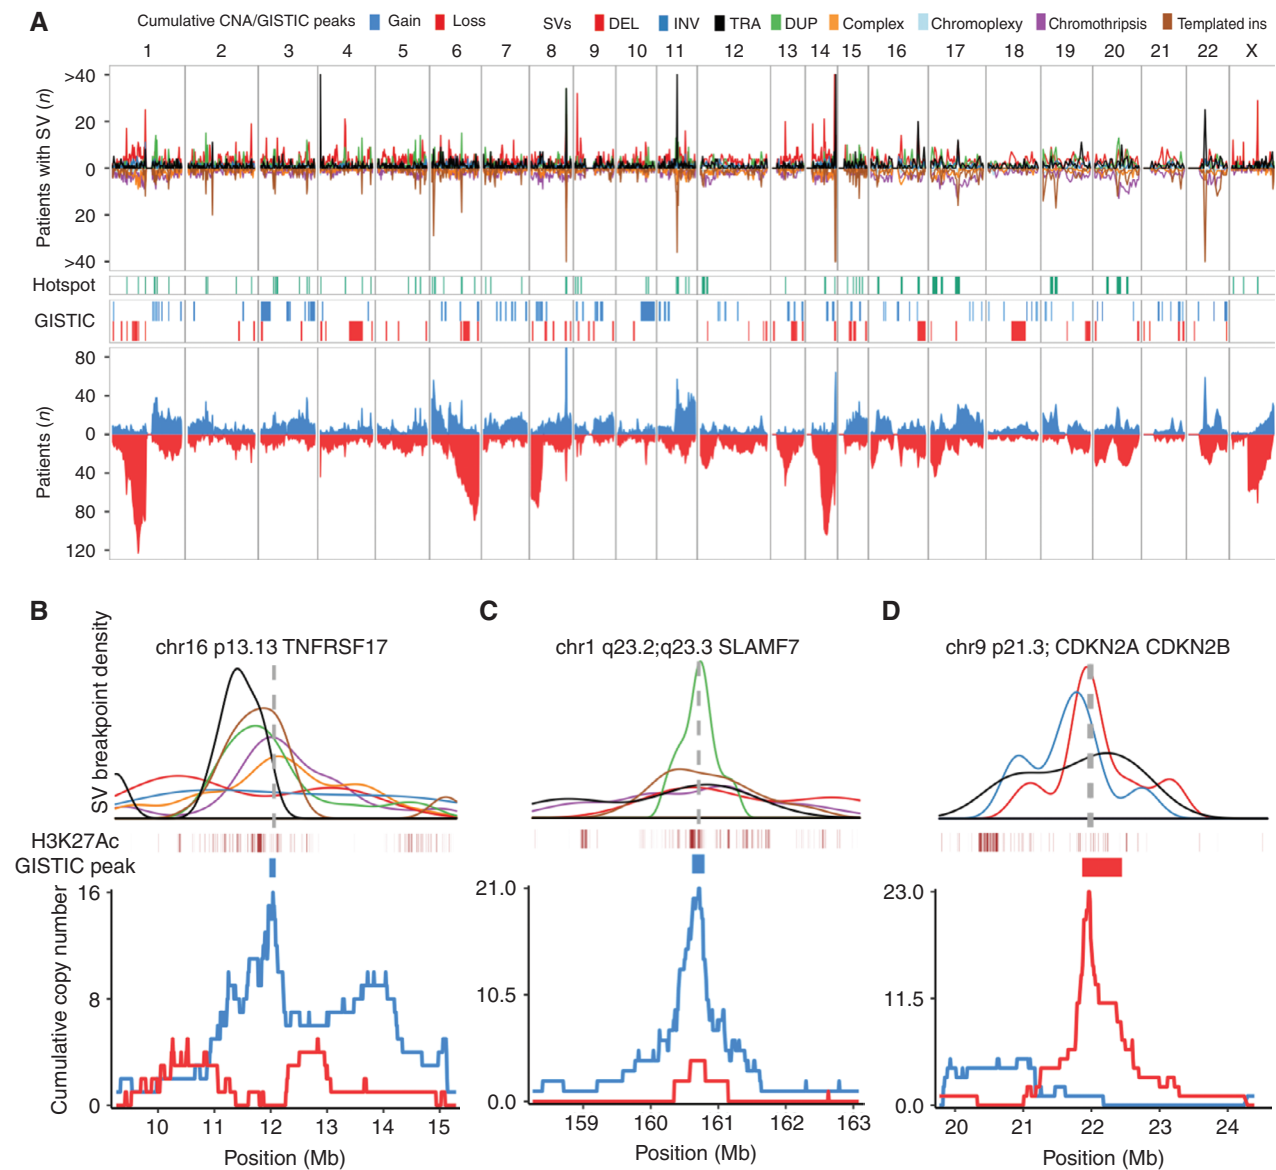 A
Cumulative CNA/GISTIC peaks Gain Loss SVs DEL INV TRA DUP Complex Chromoplexy Chromothripsis Templated ins
1 2 3 4 5 6 7 8 9 10 11 12 13 14 15 16 17 18 19 20 21 22 X
Patients with SV (n)
>40
20
0
20
>40
Hotspot
GISTIC
Patients (n)
80
40
0
40
80
120
B
chr16 p13.13 TNFRSF17
SV breakpoint density
H3K27Ac
GISTIC peak
Cumulative copy number
16
8
0
10 11 12 13 14 15
Position (Mb)
C
chr1 q23.2;q23.3 SLAMF7
21.0
10.5
0.0
159 160 161 162 163
Position (Mb)
D
chr9 p21.3; CDKN2A CDKN2B
23.0
11.5
0.0
20 21 22 23 24
Position (Mb)